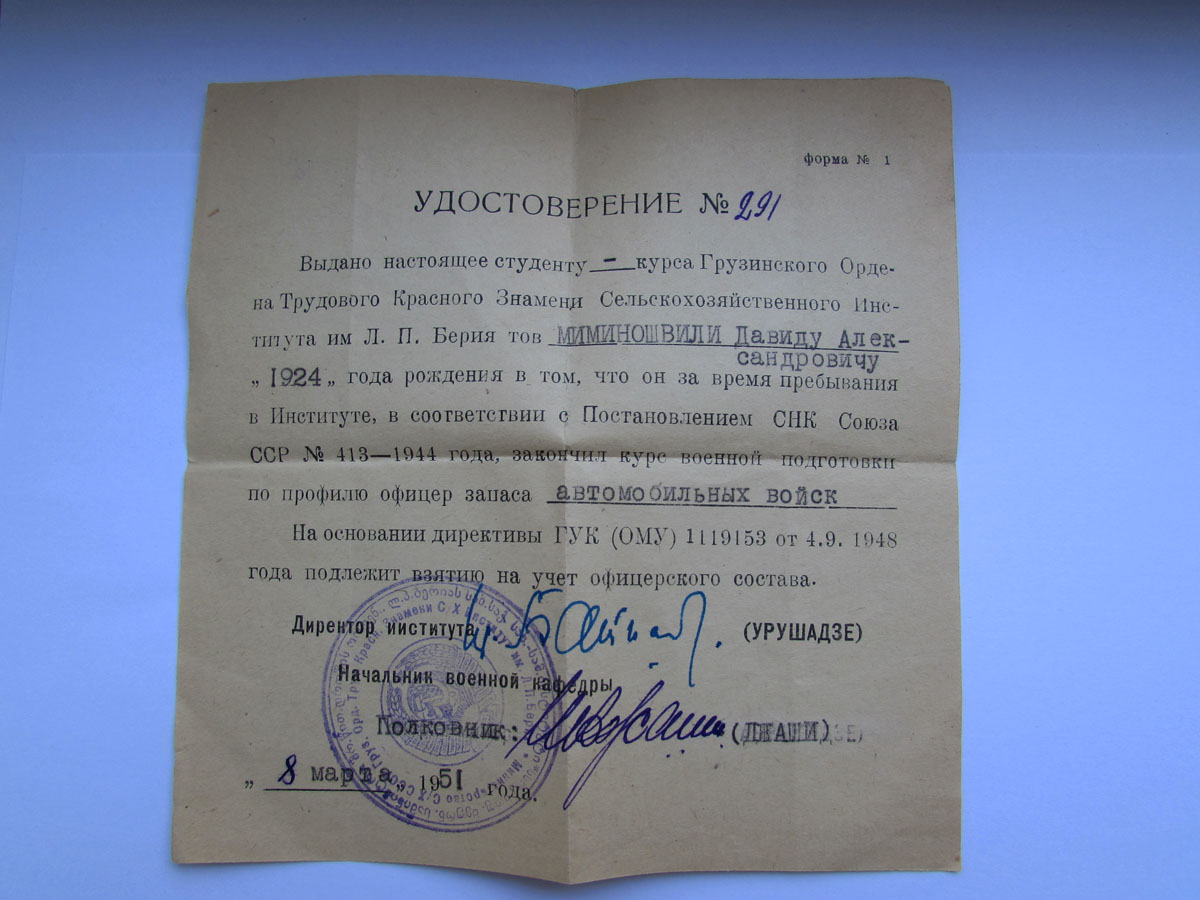 форма № 1
УДОСТОВЕРЕНИЕ № 291
Выдано настоящее студенту - курса Грузинского Орде-
на Трудового Красного Знамени Сельскохозяйственного Инс-
титута им Л. П. Берия тов МИМИНОШВИЛИ Давиду Алек-
сандровичу
„ 1924 „ года рождения в том, что он за время пребывания
в Институте, в соответствии с Постановлением СНК Союза
ССР № 413—1944 года, закончил курс военной подготовки
по профилю офицер запаса автомобильных войск
На основании директивы ГУК (ОМУ) 1119153 от 4.9. 1948
года подлежит взятию на учет офицерского состава.
Директор института (УРУШАДЗЕ)
Начальник военной кафедры
Полковник: (ДЖАШИ)
„ 8 марта „ 1951 года.